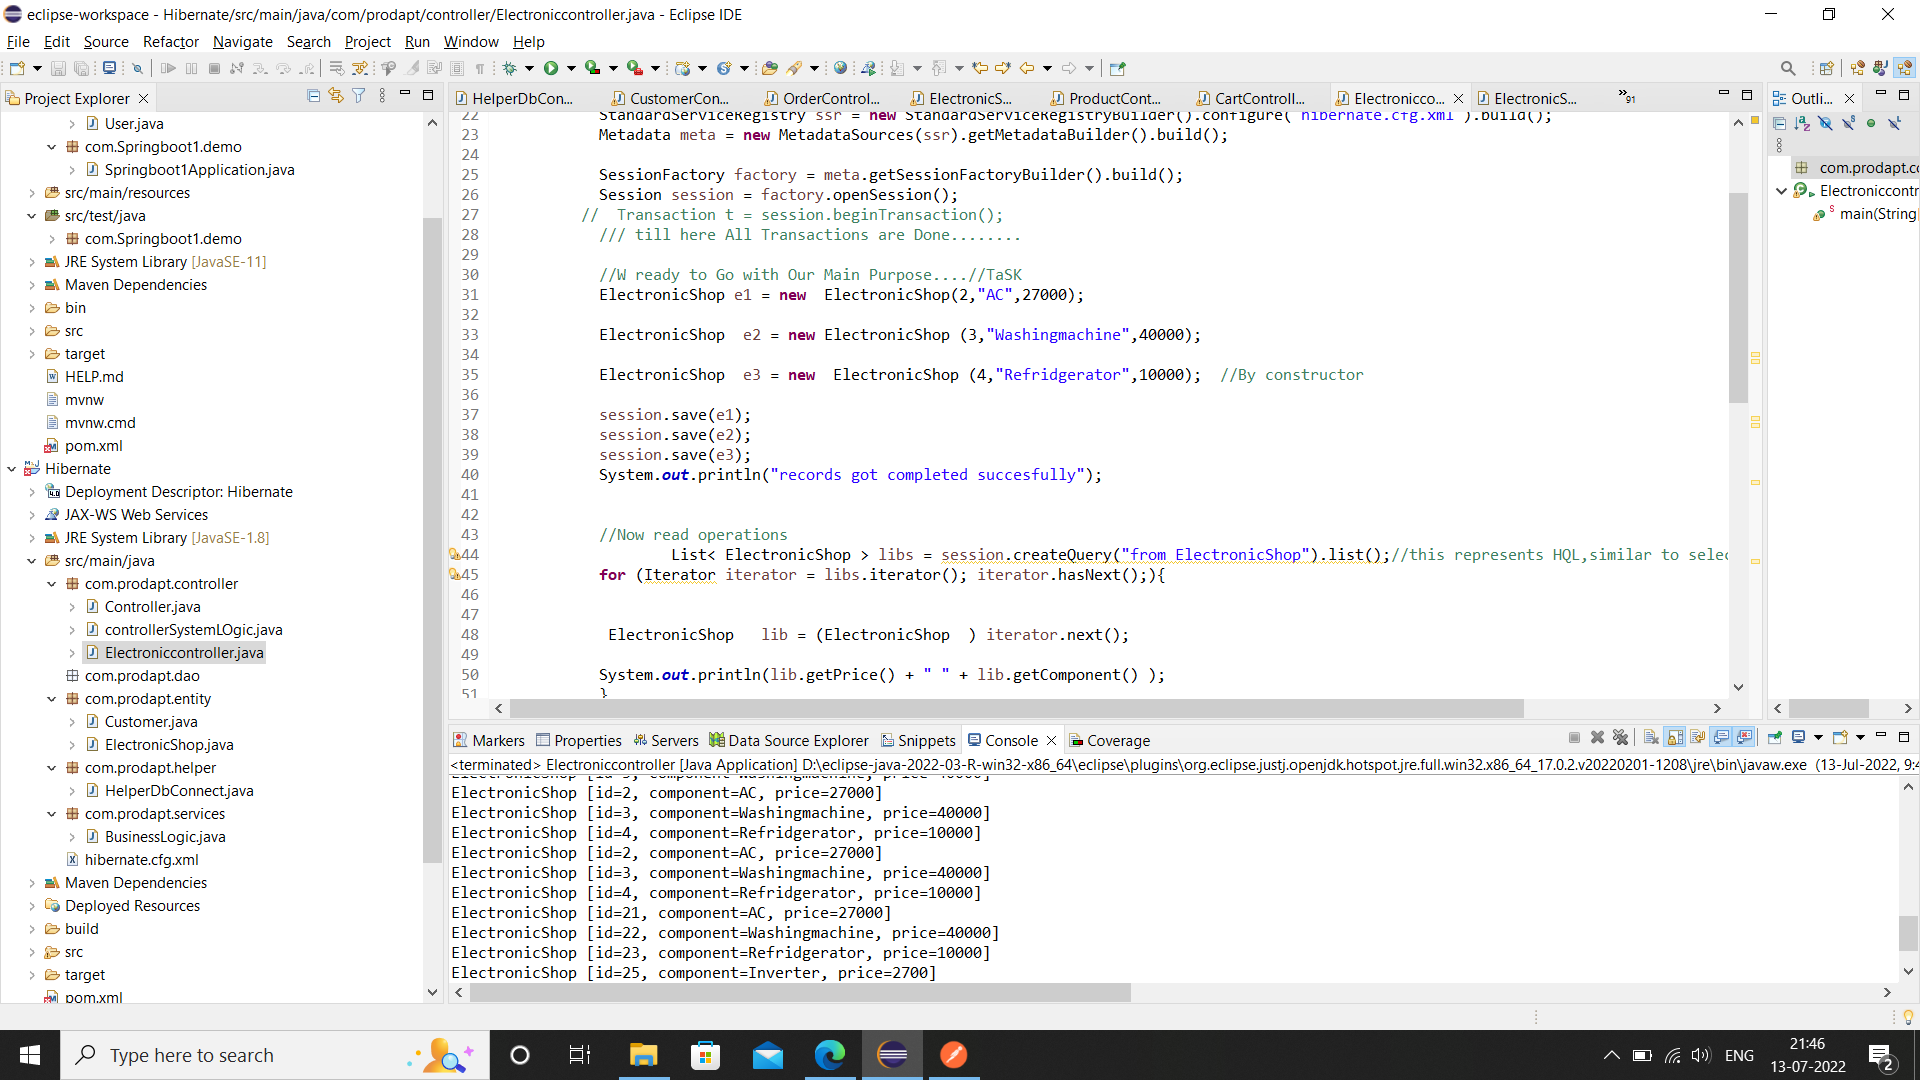 eclipse-workspace - Hibernate/src/main/java/com/prodapt/controller/Electroniccontroller.java - Eclipse IDE
File Edit Source Refactor Navigate Search Project Run Window Help
Project Explorer
User.java
com.Springboot1.demo
Springboot1Application.java
src/main/resources
src/test/java
com.Springboot1.demo
JRE System Library [JavaSE-11]
Maven Dependencies
bin
src
target
HELP.md
mvnw
mvnw.cmd
pom.xml
Hibernate
Deployment Descriptor: Hibernate
JAX-WS Web Services
JRE System Library [JavaSE-1.8]
src/main/java
com.prodapt.controller
Controller.java
controllerSystemLOgic.java
Electroniccontroller.java
com.prodapt.dao
com.prodapt.entity
Customer.java
ElectronicShop.java
com.prodapt.helper
HelperDbConnect.java
com.prodapt.services
BusinessLogic.java
hibernate.cfg.xml
Maven Dependencies
Deployed Resources
build
src
target
pom.xml
HelperDbCon... CustomerCon... OrderControl... ElectronicS... ProductCont... CartControll... Electronicco... ElectronicS... »91
22 StandardServiceRegistry ssr = new StandardServiceRegistryBuilder().configure("hibernate.cfg.xml").build();
23 Metadata meta = new MetadataSources(ssr).getMetadataBuilder().build();
24
25 SessionFactory factory = meta.getSessionFactoryBuilder().build();
26 Session session = factory.openSession();
27 // Transaction t = session.beginTransaction();
28 /// till here All Transactions are Done........
29
30 //W ready to Go with Our Main Purpose....//TaSK
31 ElectronicShop e1 = new ElectronicShop(2,"AC",27000);
32
33 ElectronicShop e2 = new ElectronicShop (3,"Washingmachine",40000);
34
35 ElectronicShop e3 = new ElectronicShop (4,"Refridgerator",10000); //By constructor
36
37 session.save(e1);
38 session.save(e2);
39 session.save(e3);
40 System.out.println("records got completed succesfully");
41
42
43 //Now read operations
44 List< ElectronicShop > libs = session.createQuery("from ElectronicShop").list();//this represents HQL,similar to selec
45 for (Iterator iterator = libs.iterator(); iterator.hasNext();){
46
47
48 ElectronicShop lib = (ElectronicShop ) iterator.next();
49
50 System.out.println(lib.getPrice() + " " + lib.getComponent() );
51 }
Outli...
com.prodapt.co
Electroniccontr
main(String
Markers Properties Servers Data Source Explorer Snippets Console Coverage
<terminated> Electroniccontroller [Java Application] D:\eclipse-java-2022-03-R-win32-x86_64\eclipse\plugins\org.eclipse.justj.openjdk.hotspot.jre.full.win32.x86_64_17.0.2.v20220201-1208\jre\bin\javaw.exe (13-Jul-2022, 9:4
ElectronicShop [id=3, component=Washingmachine, price=40000]
ElectronicShop [id=2, component=AC, price=27000]
ElectronicShop [id=3, component=Washingmachine, price=40000]
ElectronicShop [id=4, component=Refridgerator, price=10000]
ElectronicShop [id=2, component=AC, price=27000]
ElectronicShop [id=3, component=Washingmachine, price=40000]
ElectronicShop [id=4, component=Refridgerator, price=10000]
ElectronicShop [id=21, component=AC, price=27000]
ElectronicShop [id=22, component=Washingmachine, price=40000]
ElectronicShop [id=23, component=Refridgerator, price=10000]
ElectronicShop [id=25, component=Inverter, price=2700]
Type here to search
ENG
21:46
13-07-2022
2